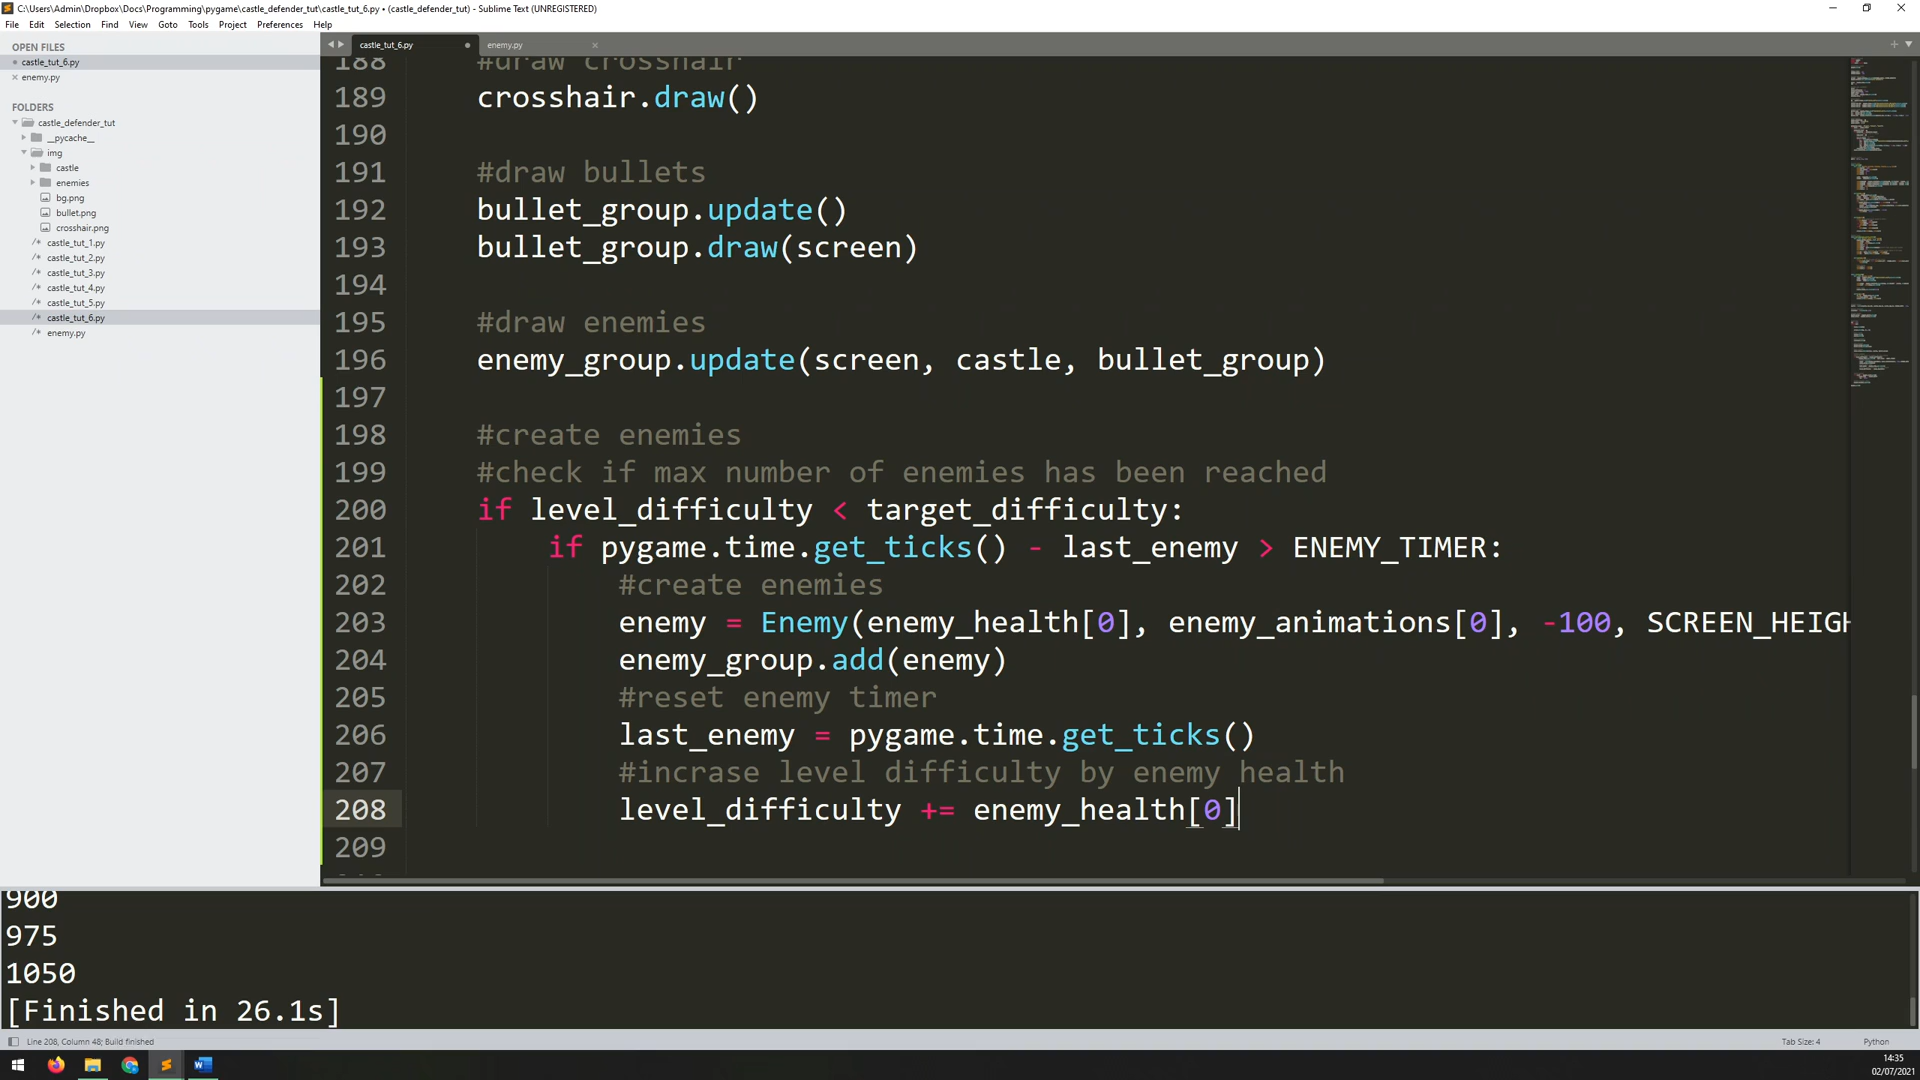 C:\Users\Admin\Dropbox\Docs\Programming\pygame\castle_defender_tut\castle_tut_6.py • (castle_defender_tut) - Sublime Text (UNREGISTERED)
File Edit Selection Find View Goto Tools Project Preferences Help
OPEN FILES
castle_tut_6.py
enemy.py
FOLDERS
castle_defender_tut
__pycache__
img
castle
enemies
bg.png
bullet.png
crosshair.png
castle_tut_1.py
castle_tut_2.py
castle_tut_3.py
castle_tut_4.py
castle_tut_5.py
castle_tut_6.py
enemy.py
castle_tut_6.py enemy.py
188 #draw crosshair
189 crosshair.draw()
190
191 #draw bullets
192 bullet_group.update()
193 bullet_group.draw(screen)
194
195 #draw enemies
196 enemy_group.update(screen, castle, bullet_group)
197
198 #create enemies
199 #check if max number of enemies has been reached
200 if level_difficulty < target_difficulty:
201 if pygame.time.get_ticks() - last_enemy > ENEMY_TIMER:
202 #create enemies
203 enemy = Enemy(enemy_health[0], enemy_animations[0], -100, SCREEN_HEIGH
204 enemy_group.add(enemy)
205 #reset enemy timer
206 last_enemy = pygame.time.get_ticks()
207 #incrase level difficulty by enemy health
208 level_difficulty += enemy_health[0]
209
900
975
1050
[Finished in 26.1s]
Line 208, Column 48; Build finished
Tab Size: 4 Python
14:35
02/07/2021